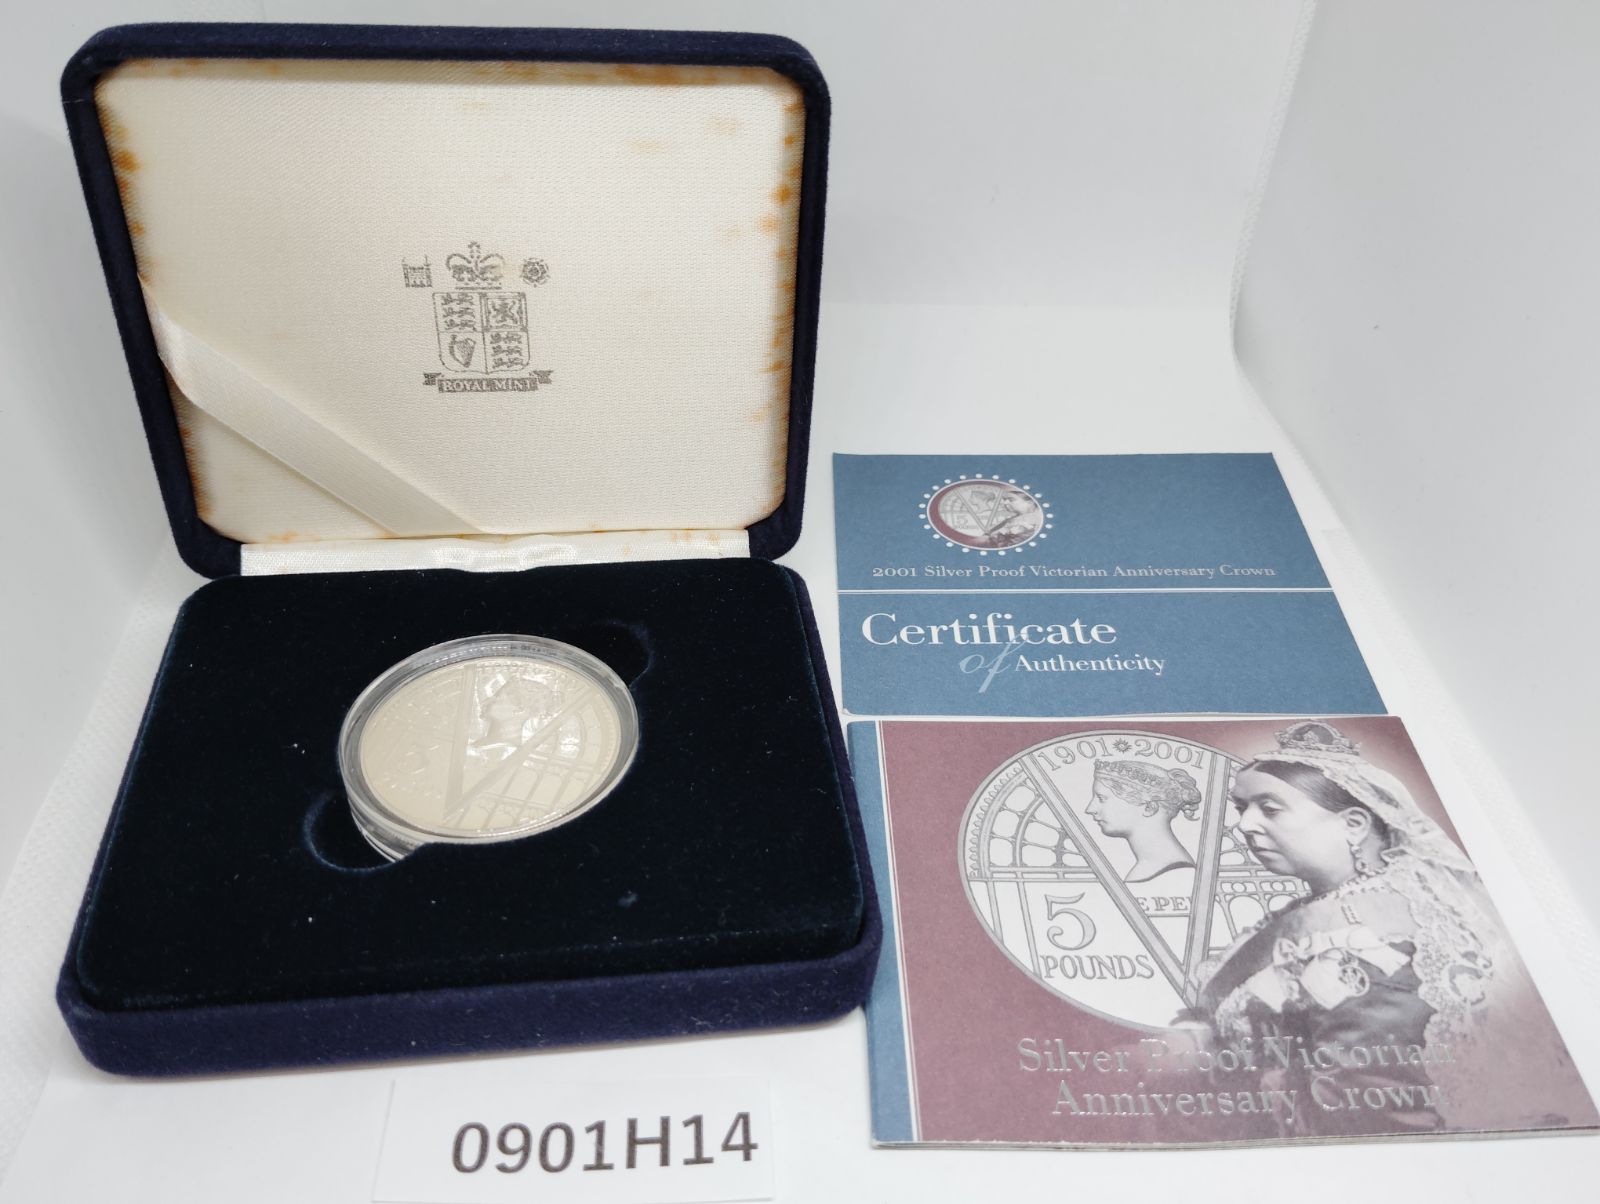 ROYAL MINT
2001 Silver Proof Victorian Anniversary Crown
Certificate
of Authenticity
1901 2001
5
POUNDS
E PE
Silver Proof Victorian
Anniversary Crown
0901H14